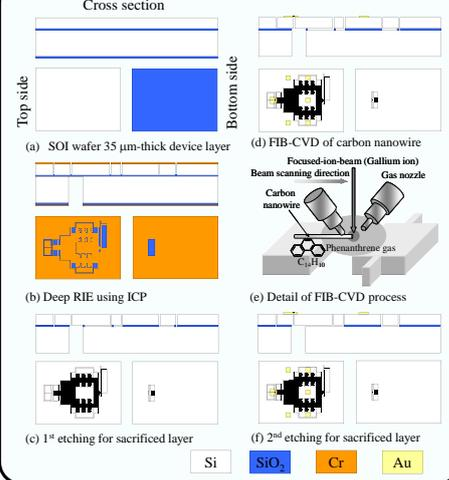 Cross section
Top side
Bottom side
(a) SOI wafer 35 μm-thick device layer
(b) Deep RIE using ICP
(c) 1st etching for sacrificed layer
(d) FIB-CVD of carbon nanowire
Focused-ion-beam (Gallium ion)
Beam scanning direction
Gas nozzle
Carbon
nanowire
Phenanthrene gas
C14H10
(e) Detail of FIB-CVD process
(f) 2nd etching for sacrificed layer
Si
SiO2
Cr
Au